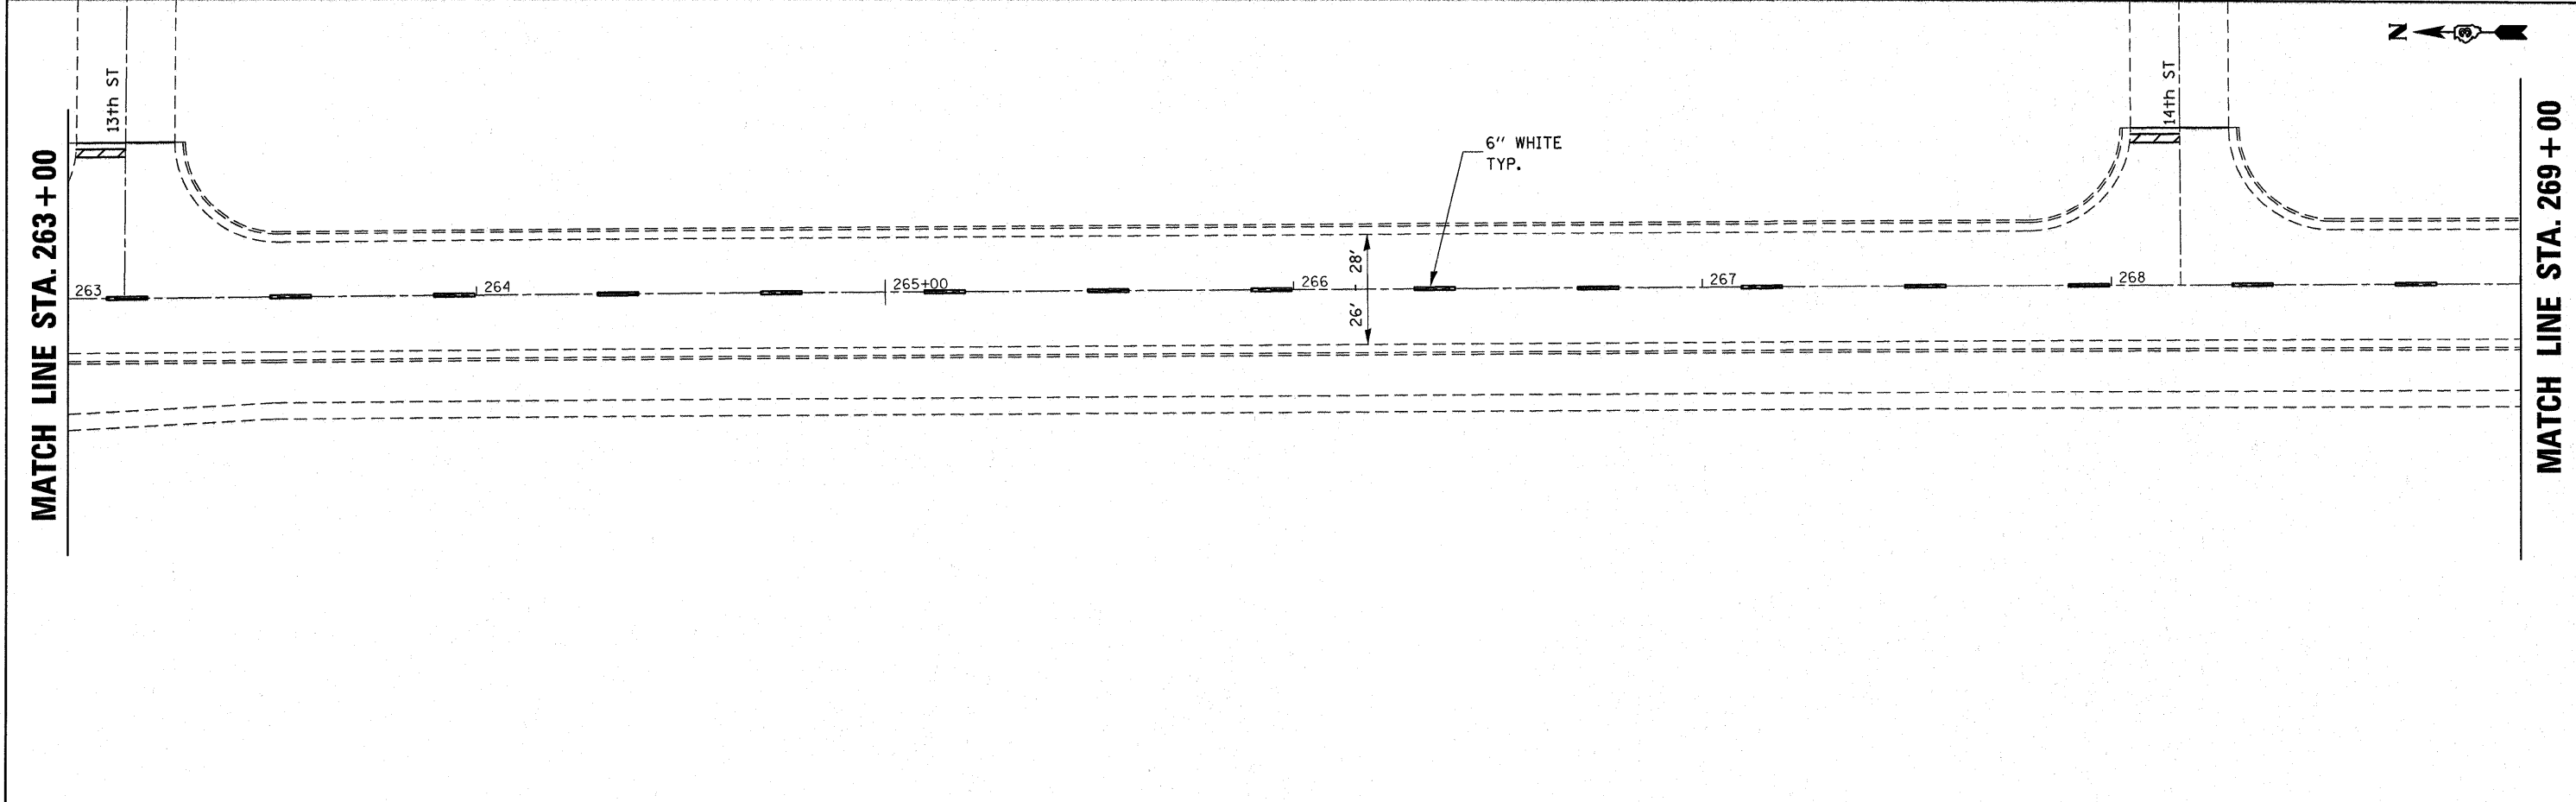 13th ST
14th ST
N
3
MATCH LINE STA. 263+00
MATCH LINE STA. 269+00
6" WHITE
TYP.
263
264
265+00
266
267
268
26' - 28'